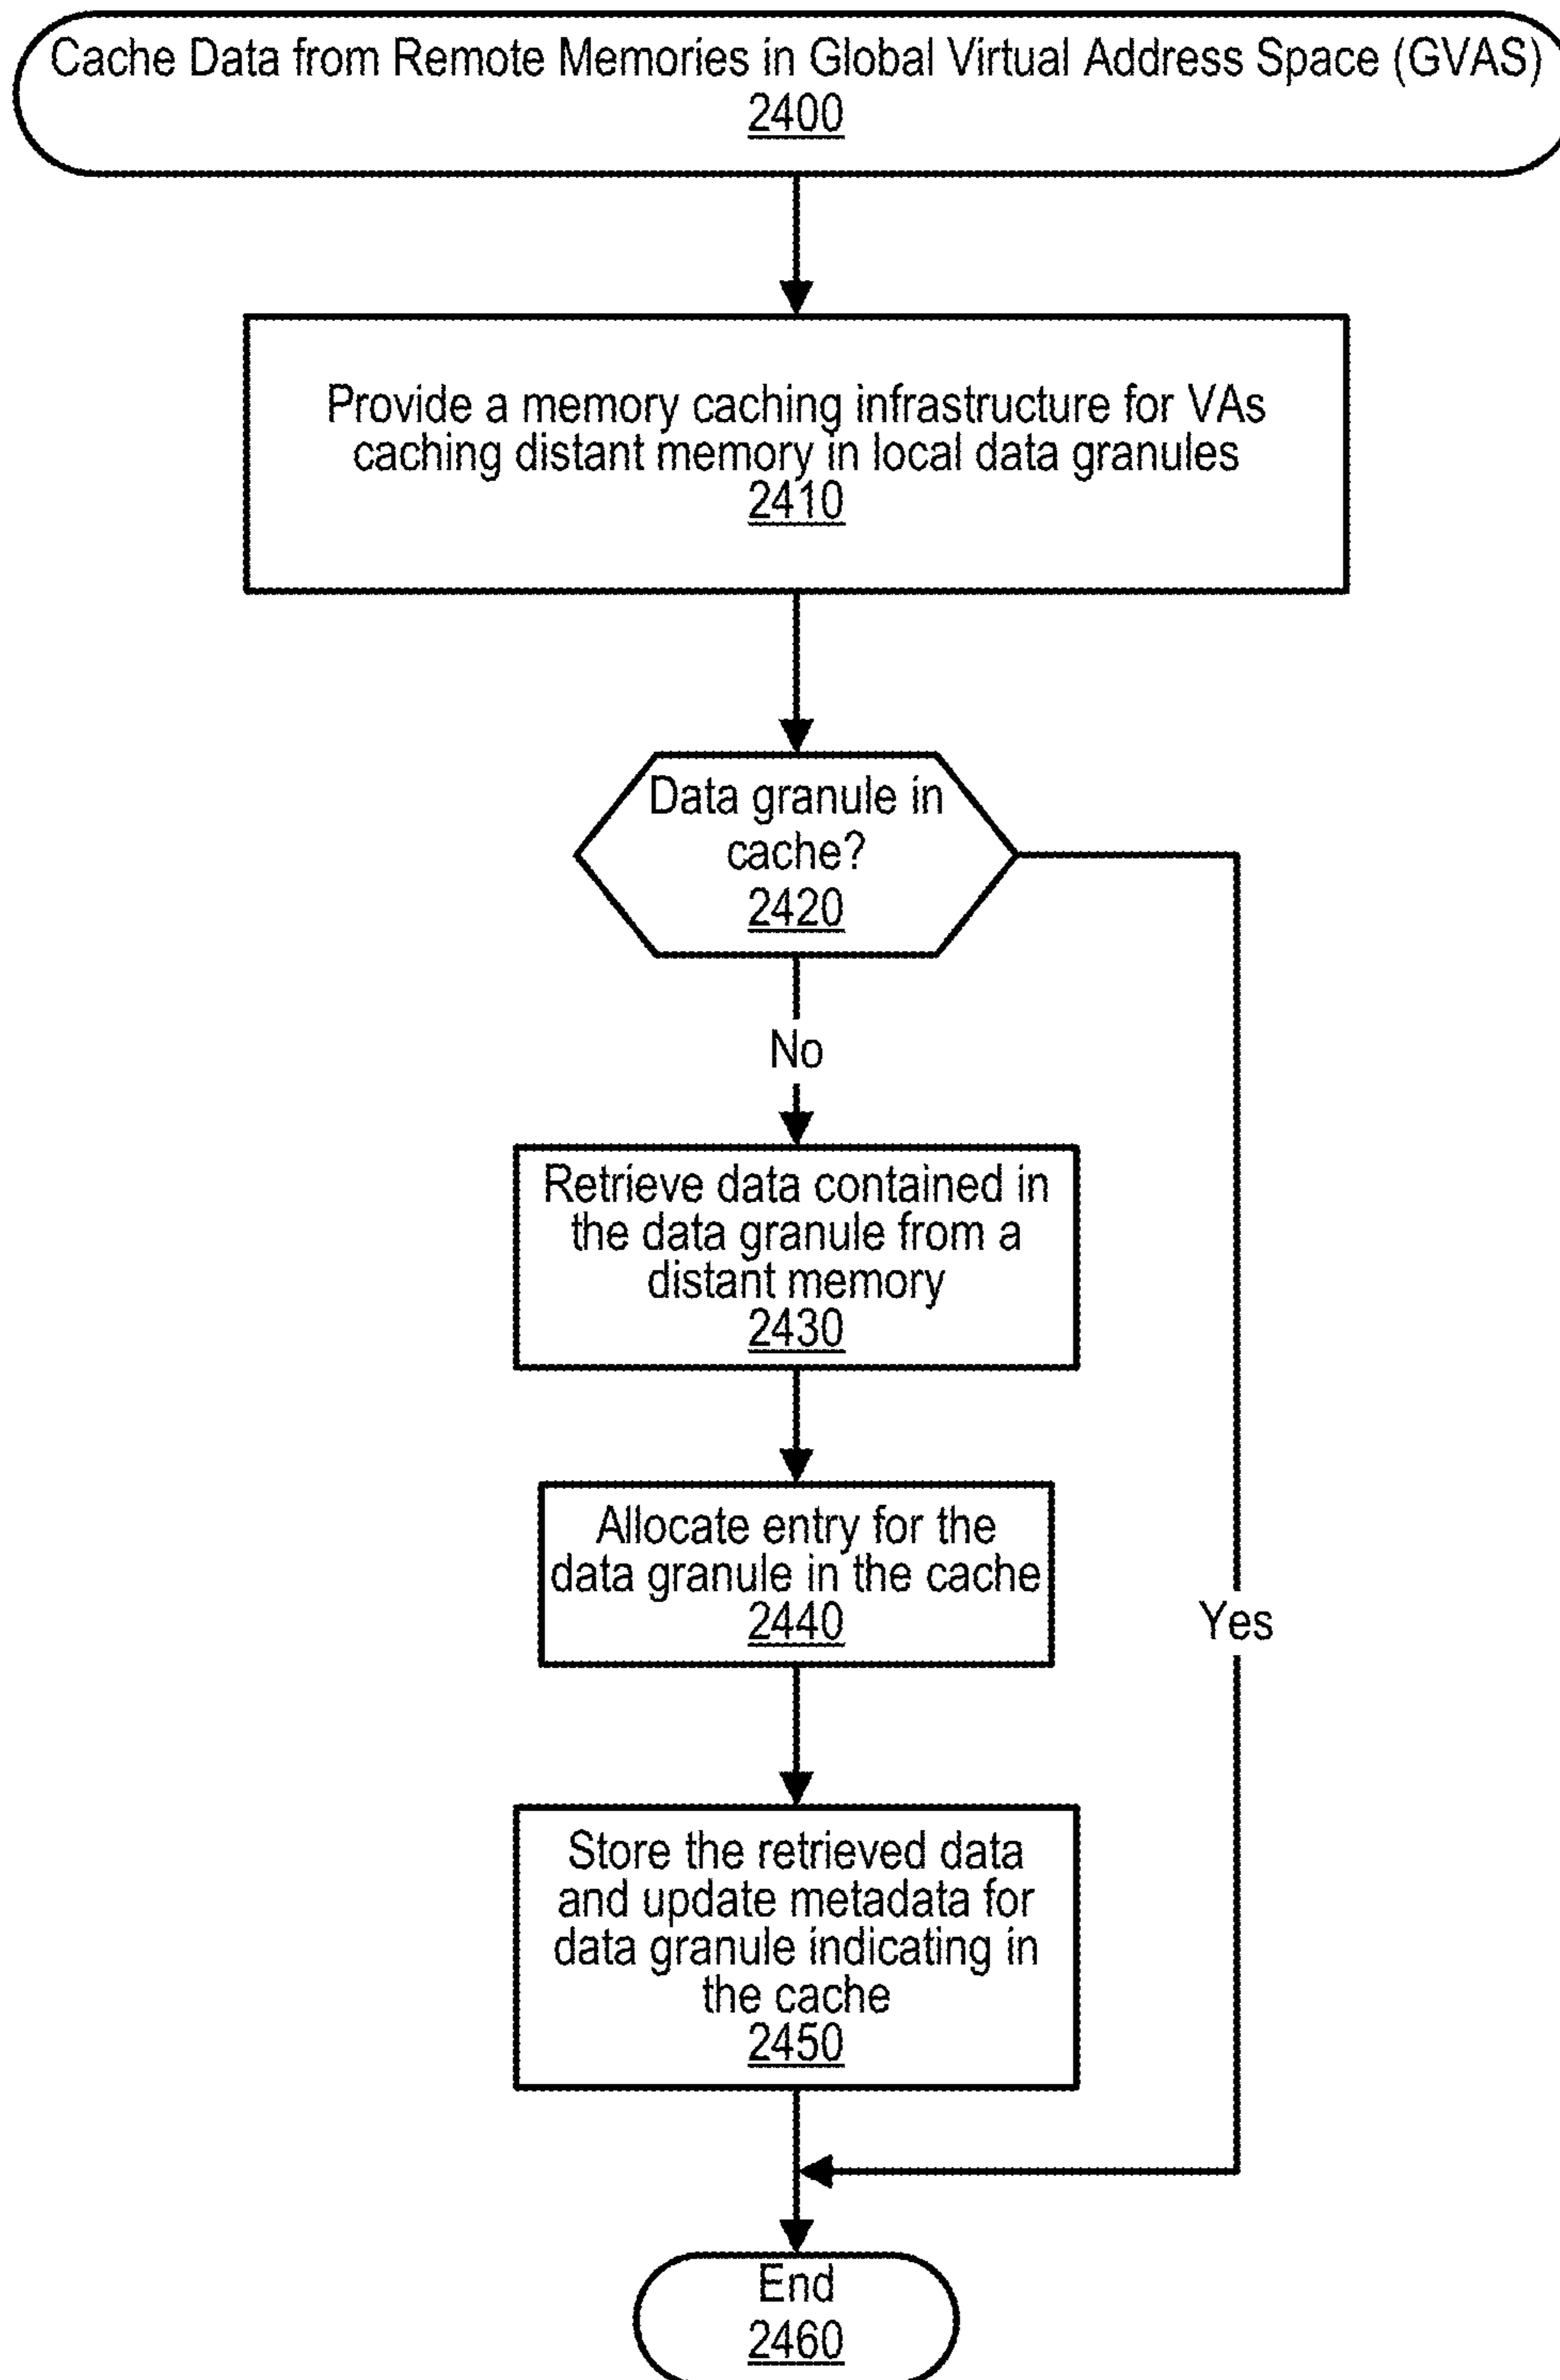 Cache Data from Remote Memories in Global Virtual Address Space (GVAS)
2400
Provide a memory caching infrastructure for VAs
caching distant memory in local data granules
2410
Data granule in
cache?
2420
No
Retrieve data contained in
the data granule from a
distant memory
2430
Allocate entry for the
data granule in the cache
2440
Yes
Store the retrieved data
and update metadata for
data granule indicating in
the cache
2450
End
2460